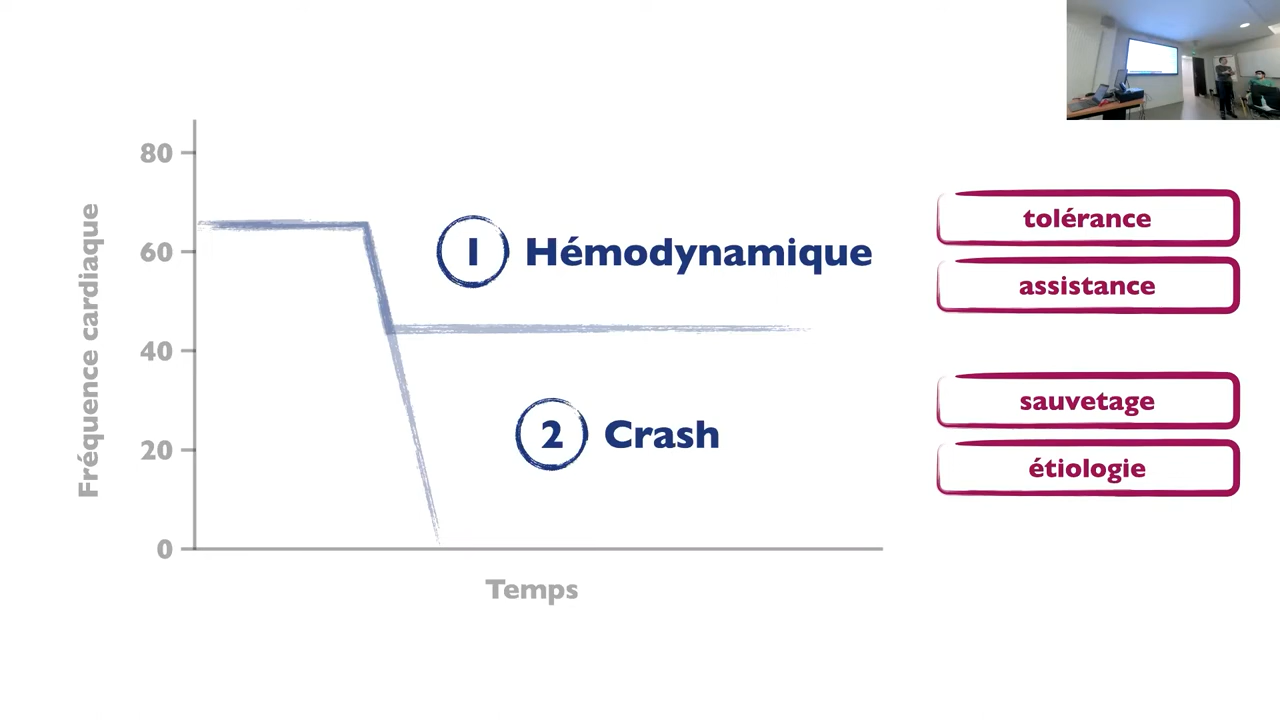 80
60
40
20
0
Fréquence cardiaque
Temps
1 Hémodynamique
2 Crash
tolérance
assistance
sauvetage
étiologie